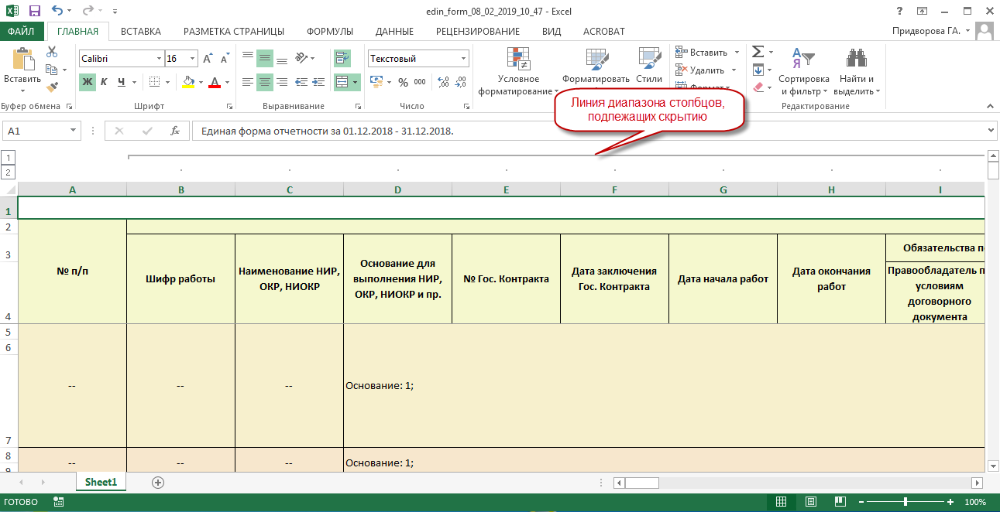 edin_form_08_02_2019_10_47 - Excel
?
ФАЙЛ ГЛАВНАЯ ВСТАВКА РАЗМЕТКА СТРАНИЦЫ ФОРМУЛЫ ДАННЫЕ РЕЦЕНЗИРОВАНИЕ ВИД ACROBAT Придворова ГА.
Вставить
Calibri 16
Ж К Ч
Текстовый
% 000
Условное
форматирование
Форматировать
Стили
Вставить
Удалить
Формат
Сортировка
и фильтр
Найти и
выделить
Буфер обмена Шрифт Выравнивание Число Редактирование
Линия диапазона столбцов,
подлежащих скрытию
A1 fx Единая форма отчетности за 01.12.2018 - 31.12.2018.
1
2
A B C D E F G H I
1
2
3
4
№ п/п
Шифр работы
Наименование НИР,
ОКР, НИОКР
Основание для
выполнения НИР,
ОКР, НИОКР и пр.
№ Гос. Контракта
Дата заключения
Гос. Контракта
Дата начала работ
Дата окончания
работ
Обязательства
Правообладатель
условиям
договорного
документа
5
6
7
-- -- -- Основание: 1;
8
-- -- -- Основание: 1;
9
Sheet1
ГОТОВО 100%